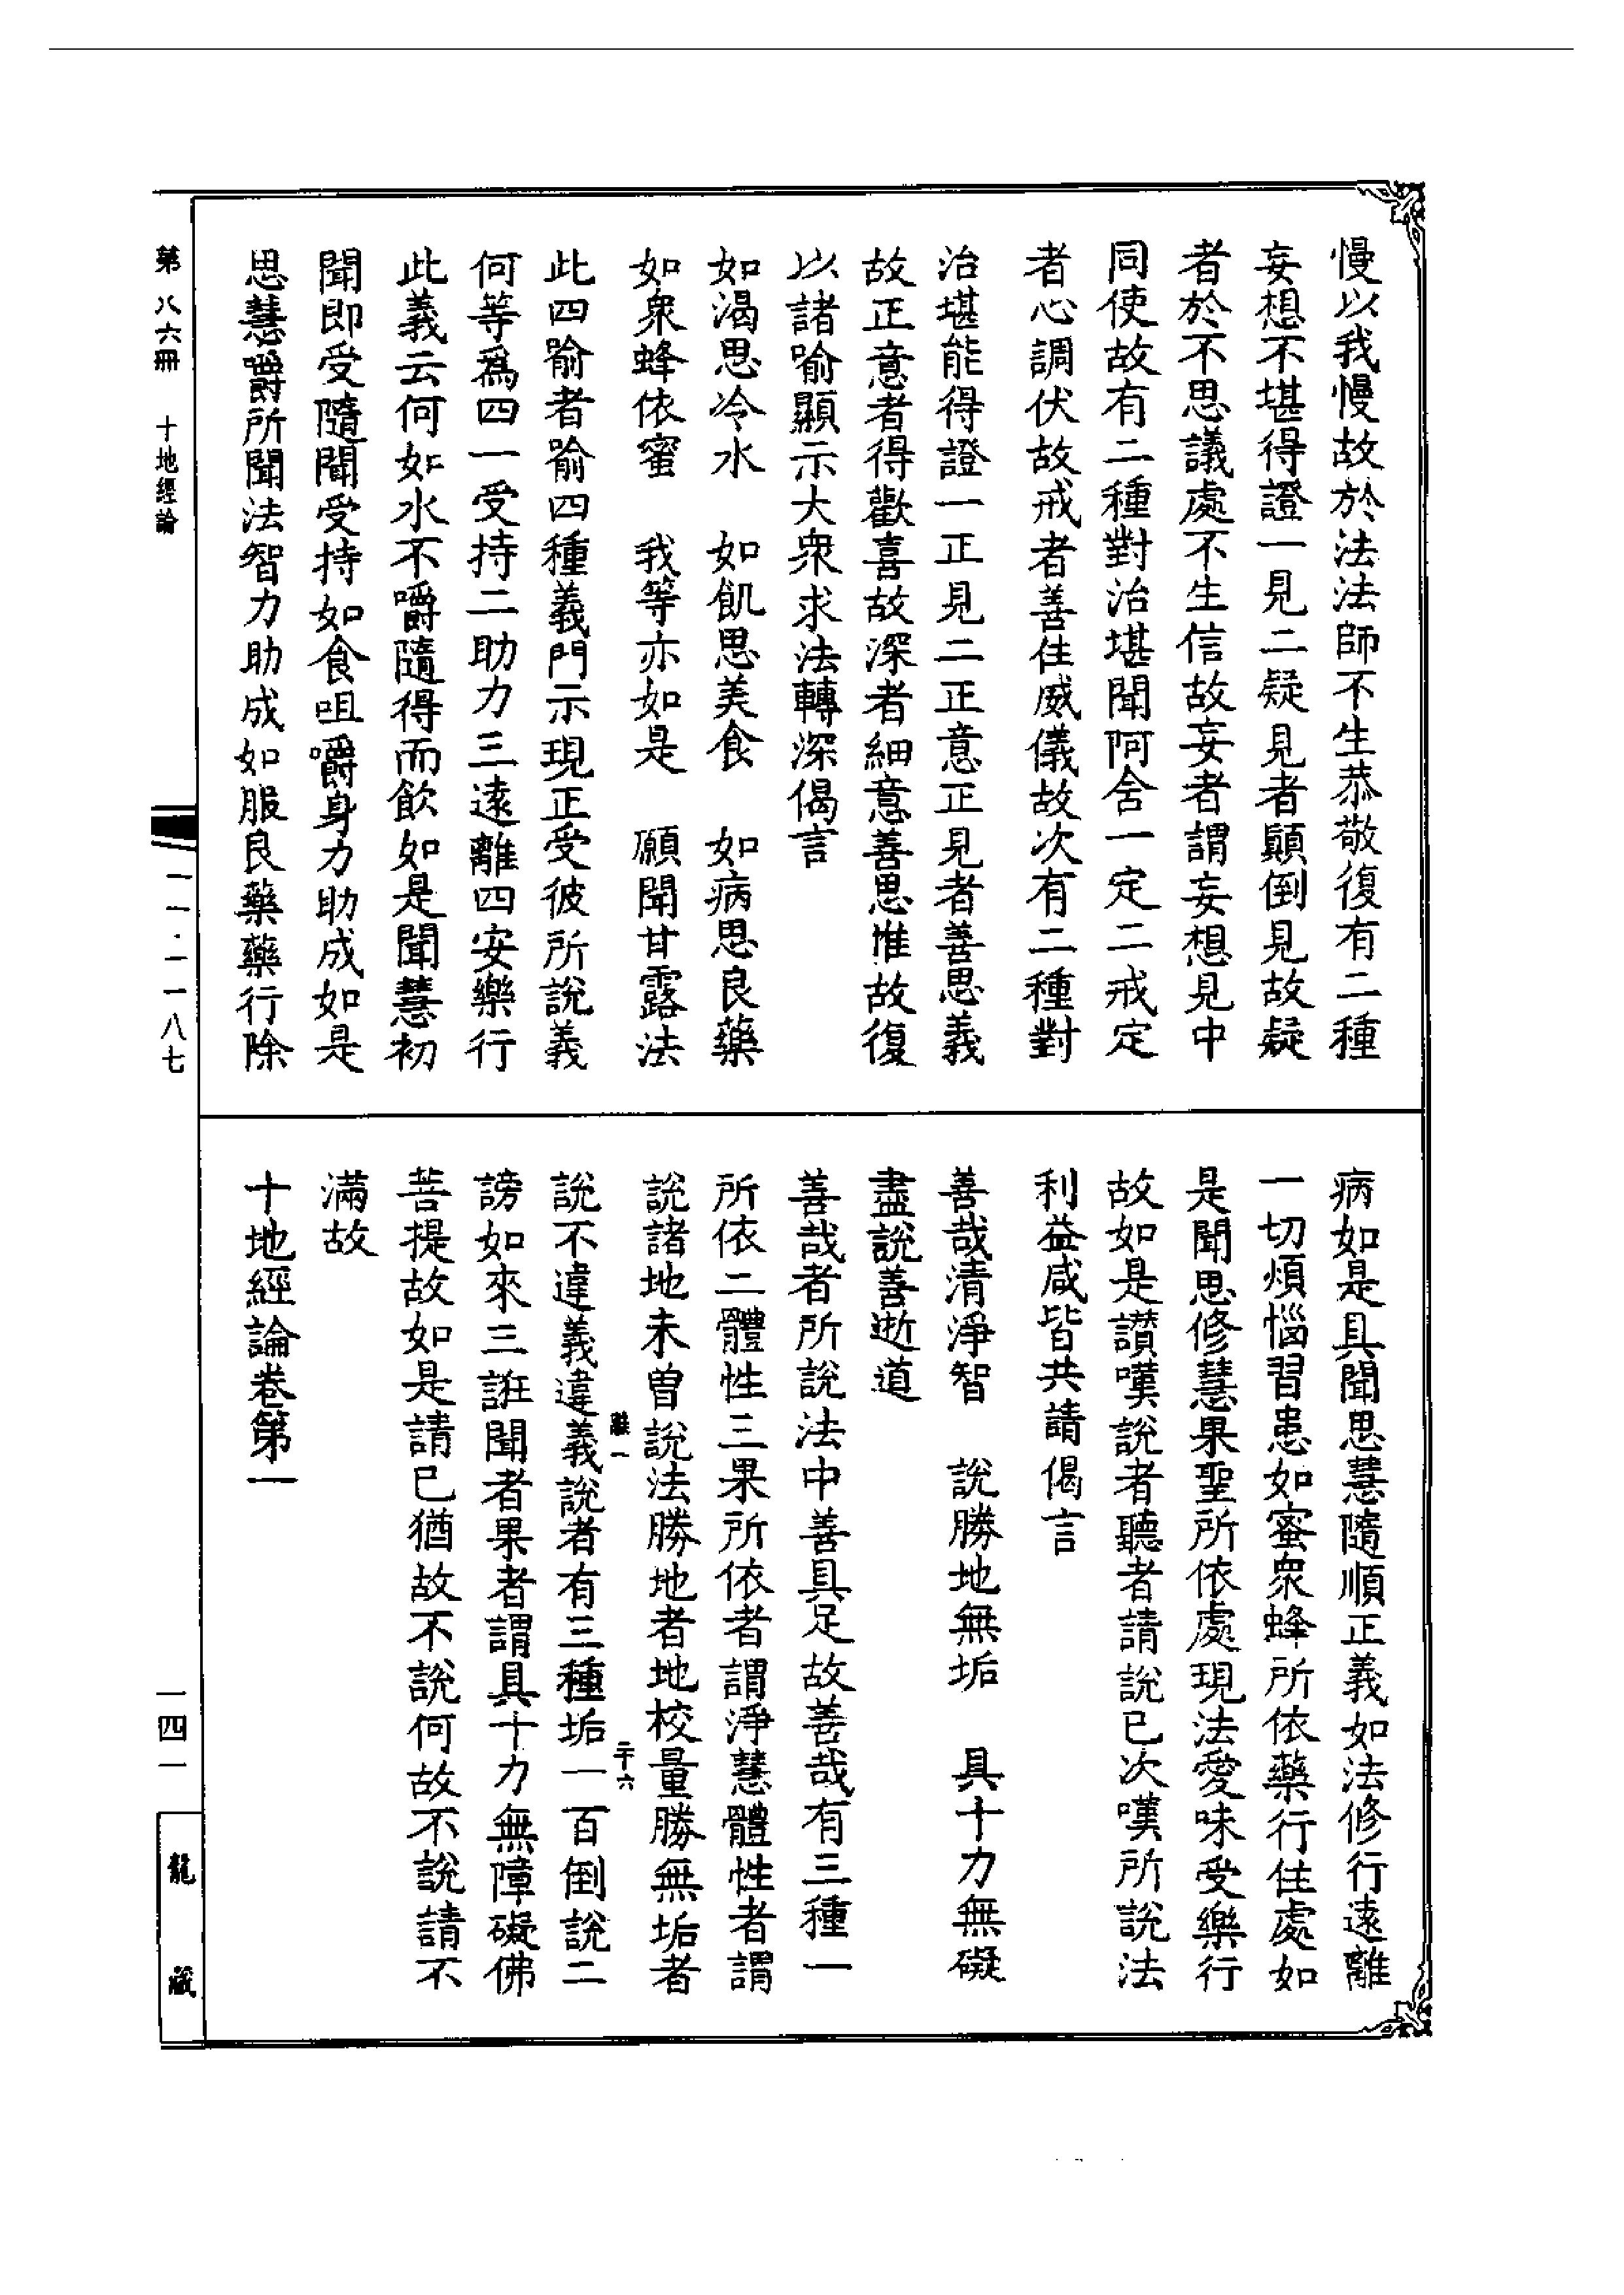 慢以我慢故於法法師不生恭敬復有二種
妄想不堪得證一見二疑見者顛倒見故疑
者於不思議處不生信故妄者謂妄想見中
同使故有二種對治堪聞阿含一定二戒定
者心調伏故戒者善住威儀故次有二種對
治堪能得證一正見二正意正見者善思義
故正意者得歡喜故深者細意善思惟故復
以諸喻顯示大衆求法轉深偈言
如渴思冷水　如飢思美食　如病思良藥
如衆蜂依蜜　我等亦如是　願聞甘露法
此四喻者喻四種義門示現正受彼所說義
何等爲四一受持二助力三遠離四安樂行
此義云何如水不嚼隨得而飲如是聞慧初
聞即受隨聞受持如食咀嚼身力助成如是
思慧嚼所聞法智力助成如服良藥藥行除
病如是具聞思慧隨順正義如法修行遠離
一切煩惱習患如蜜衆蜂所依藥行住處如
是聞思修慧果聖所依處現法愛味受樂行
故如是讚嘆說者聽者請說已次嘆所說法
利益咸皆共請偈言
善哉清淨智　說勝地無垢　具十力無礙
盡說善逝道
善哉者所說法中善具足故善哉有三種一
所依二體性三果所依者謂淨慧體性者謂
說諸地未曾說法勝地者地校量勝無垢者
說不違義違義說者有三種垢一百倒說二
謗如來三誑聞者果者謂具十力無障礙佛
菩提故如是請已猶故不說何故不說請不
滿故
十地經論卷第一
二十六
第八六冊　十地經論
一一·二一八七
一四一
龍藏